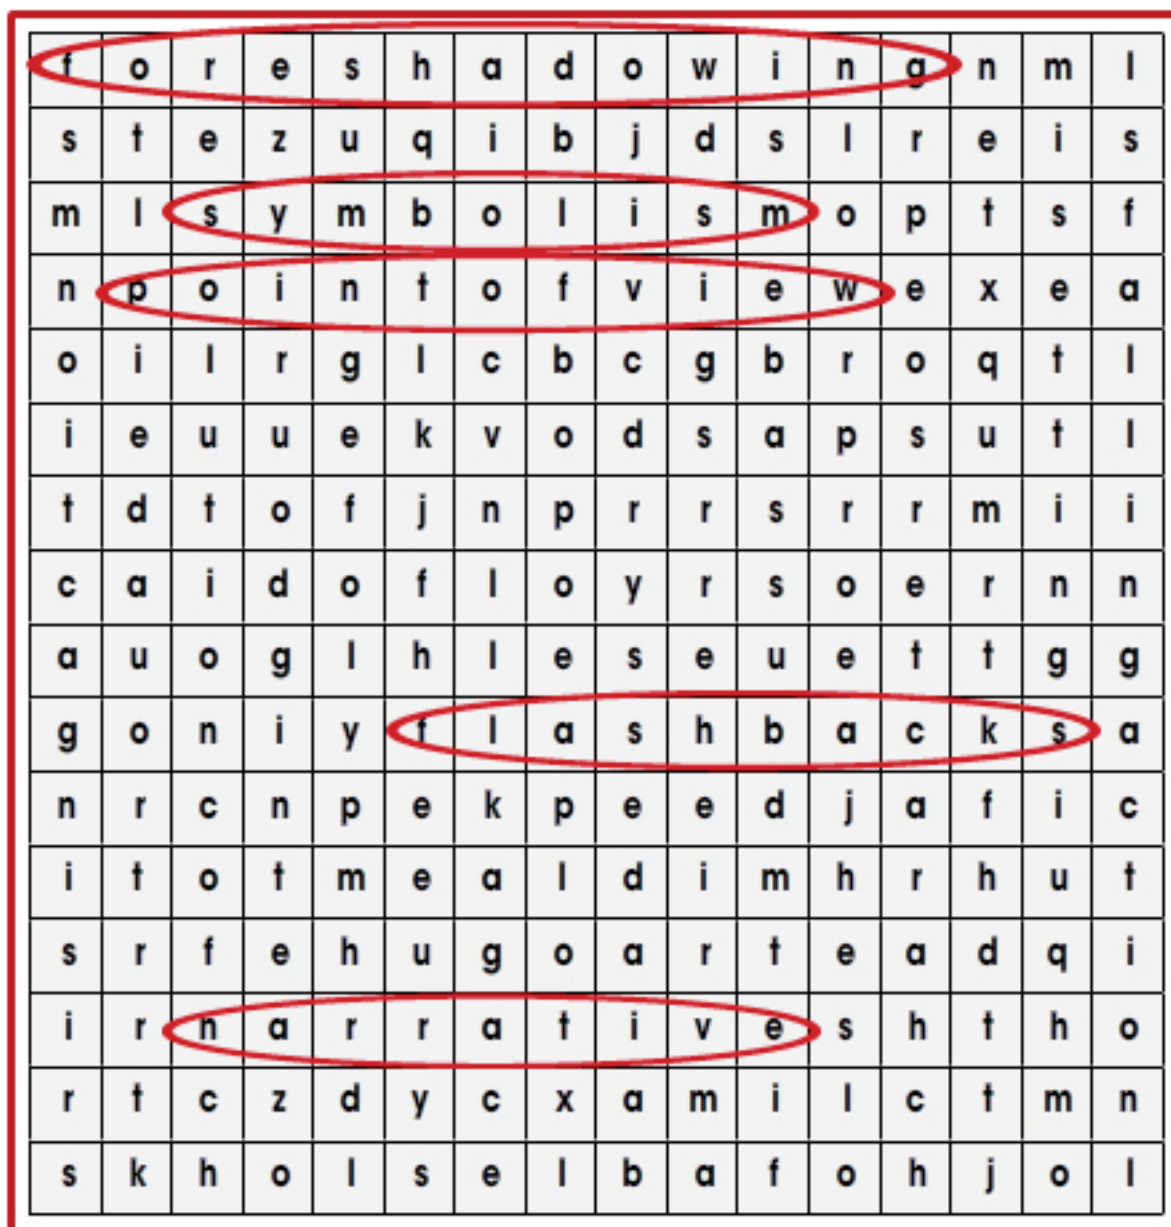 f o r e s h a d o w i n g n m l
s t e z u q i b j d s l r e i s
m l s y m b o l i s m o p t s f
n p o i n t o f v i e w e x e a
o i l r g l c b c g b r o q t l
i e u u e k v o d s a p s u t l
t d t o f j n p r r s r r m i i
c a i d o f l o y r s o e r n n
a u o g l h l e s e u e t t g g
g o n i y f l a s h b a c k s a
n r c n p e k p e e d j a f i c
i t o t m e a l d i m h r h u t
s r f e h u g o a r t e a d q i
i r n a r r a t i v e s h t h o
r t c z d y c x a m i l c t m n
s k h o l s e l b a f o h j o l